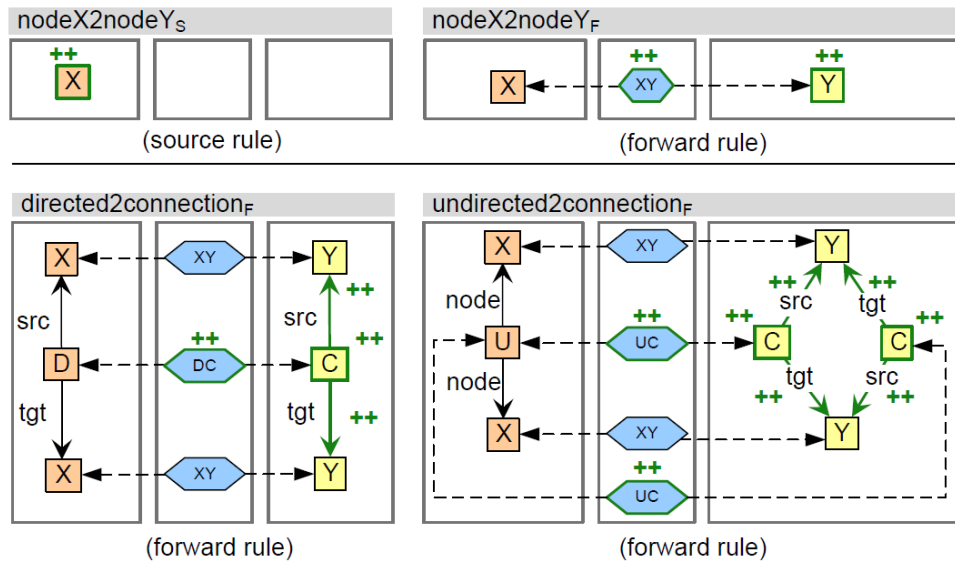 nodeX2nodeY_S
++
X
(source rule)
nodeX2nodeY_F
++ ++
X XY Y
(forward rule)
directed2connection_F
X XY Y
++
src src
++ ++
D DC C
tgt tgt
++
X XY Y
(forward rule)
undirected2connection_F
X XY Y
++ ++
node src tgt
++ ++ ++
U UC C C
node tgt src
++ ++
X XY Y
++
UC
(forward rule)